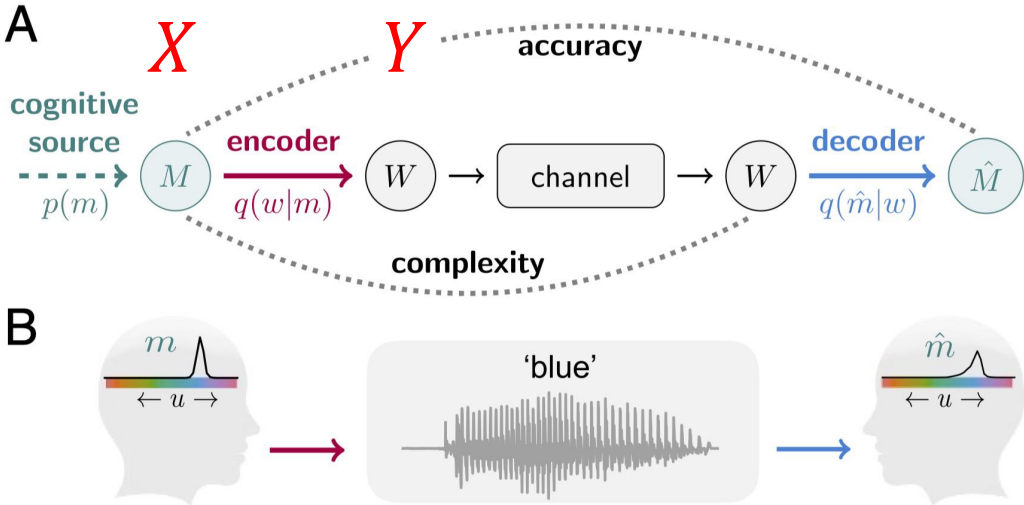 A
X
Y
accuracy
cognitive
source
p(m)
M
encoder
q(w|m)
W
channel
W
decoder
q(m̂|w)
M̂
complexity
B
m
← u →
'blue'
m̂
← u →